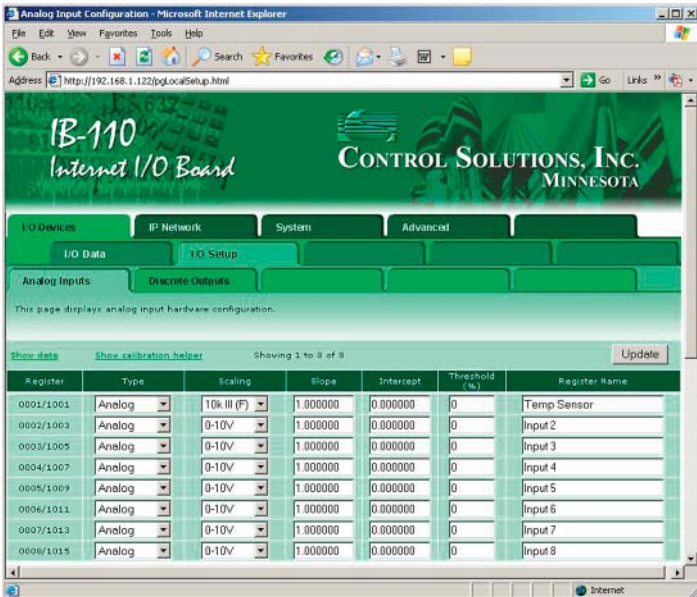 Analog Input Configuration - Microsoft Internet Explorer
File Edit View Favorites Tools Help
Back Search Favorites
Address http://192.168.1.122/pgLocalSetup.html Go Links »
IB-110
Internet I/O Board
CONTROL SOLUTIONS, INC.
MINNESOTA
I/O Devices IP Network System Advanced
I/O Data I/O Setup
Analog Inputs Discrete Outputs
This page displays analog input hardware configuration.
Show data Show calibration helper Showing 1 to 8 of 8 Update
Register Type Scaling Slope Intercept Threshold (%) Register Name
0001/1001 Analog 10k III (F) 1.000000 0.000000 0 Temp Sensor
0002/1003 Analog 0-10V 1.000000 0.000000 0 Input 2
0003/1005 Analog 0-10V 1.000000 0.000000 0 Input 3
0004/1007 Analog 0-10V 1.000000 0.000000 0 Input 4
0005/1009 Analog 0-10V 1.000000 0.000000 0 Input 5
0006/1011 Analog 0-10V 1.000000 0.000000 0 Input 6
0007/1013 Analog 0-10V 1.000000 0.000000 0 Input 7
0008/1015 Analog 0-10V 1.000000 0.000000 0 Input 8
Internet